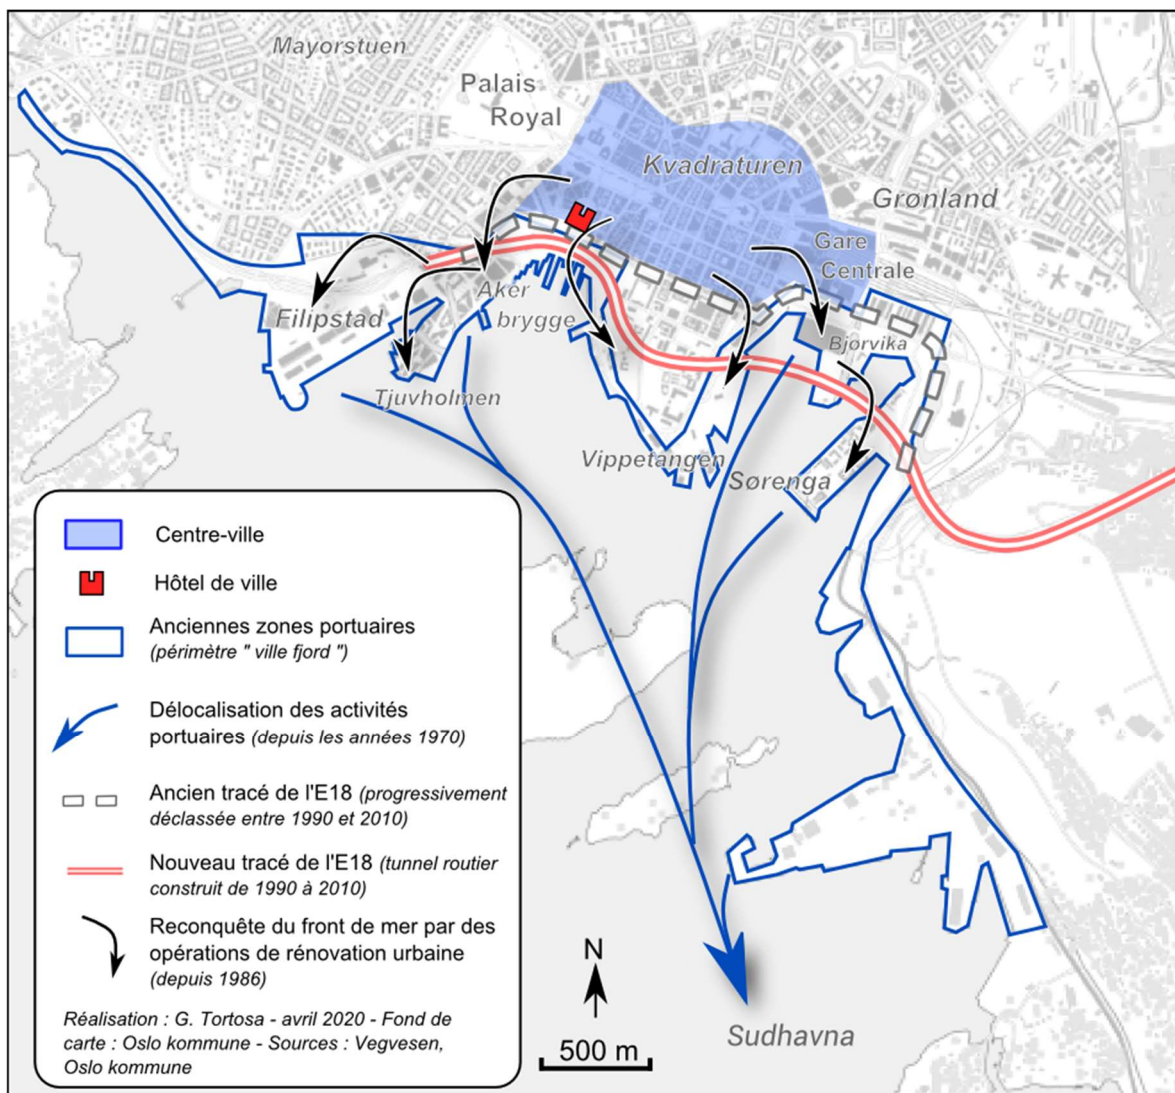 Mayorstuen
Palais
Royal
Kvadraturen
Grønland
Gare
Centrale
Aker
brygge
Filipstad
Bjørvika
Tjuvholmen
Vippetangen
Sørenga
Centre-ville
Hôtel de ville
Anciennes zones portuaires
(périmètre " ville fjord ")
Délocalisation des activités
portuaires (depuis les années 1970)
Ancien tracé de l'E18 (progressivement
déclassée entre 1990 et 2010)
Nouveau tracé de l'E18 (tunnel routier
construit de 1990 à 2010)
Reconquête du front de mer par des
opérations de rénovation urbaine
(depuis 1986)
Réalisation : G. Tortosa - avril 2020 - Fond de
carte : Oslo kommune - Sources : Vegvesen,
Oslo kommune
N
500 m
Sudhavna